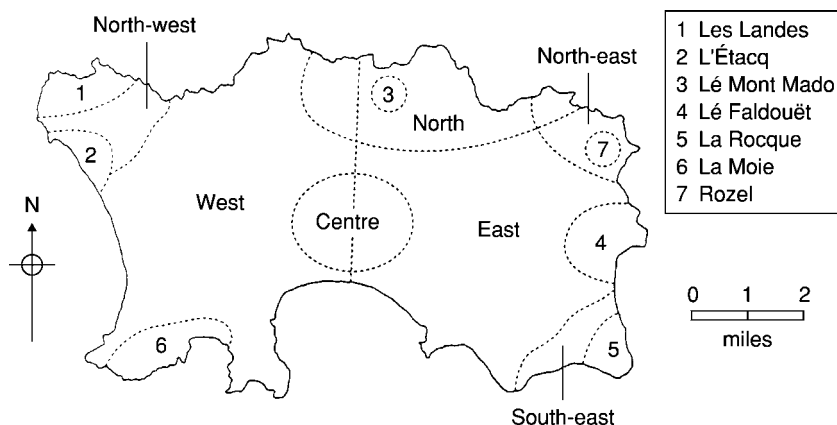 North-west
North-east
1
3
North
7
2
N
West
Centre
East
4
6
5
South-east
1 Les Landes
2 L'Étacq
3 Lé Mont Mado
4 Lé Faldouët
5 La Rocque
6 La Moie
7 Rozel
0 1 2
miles